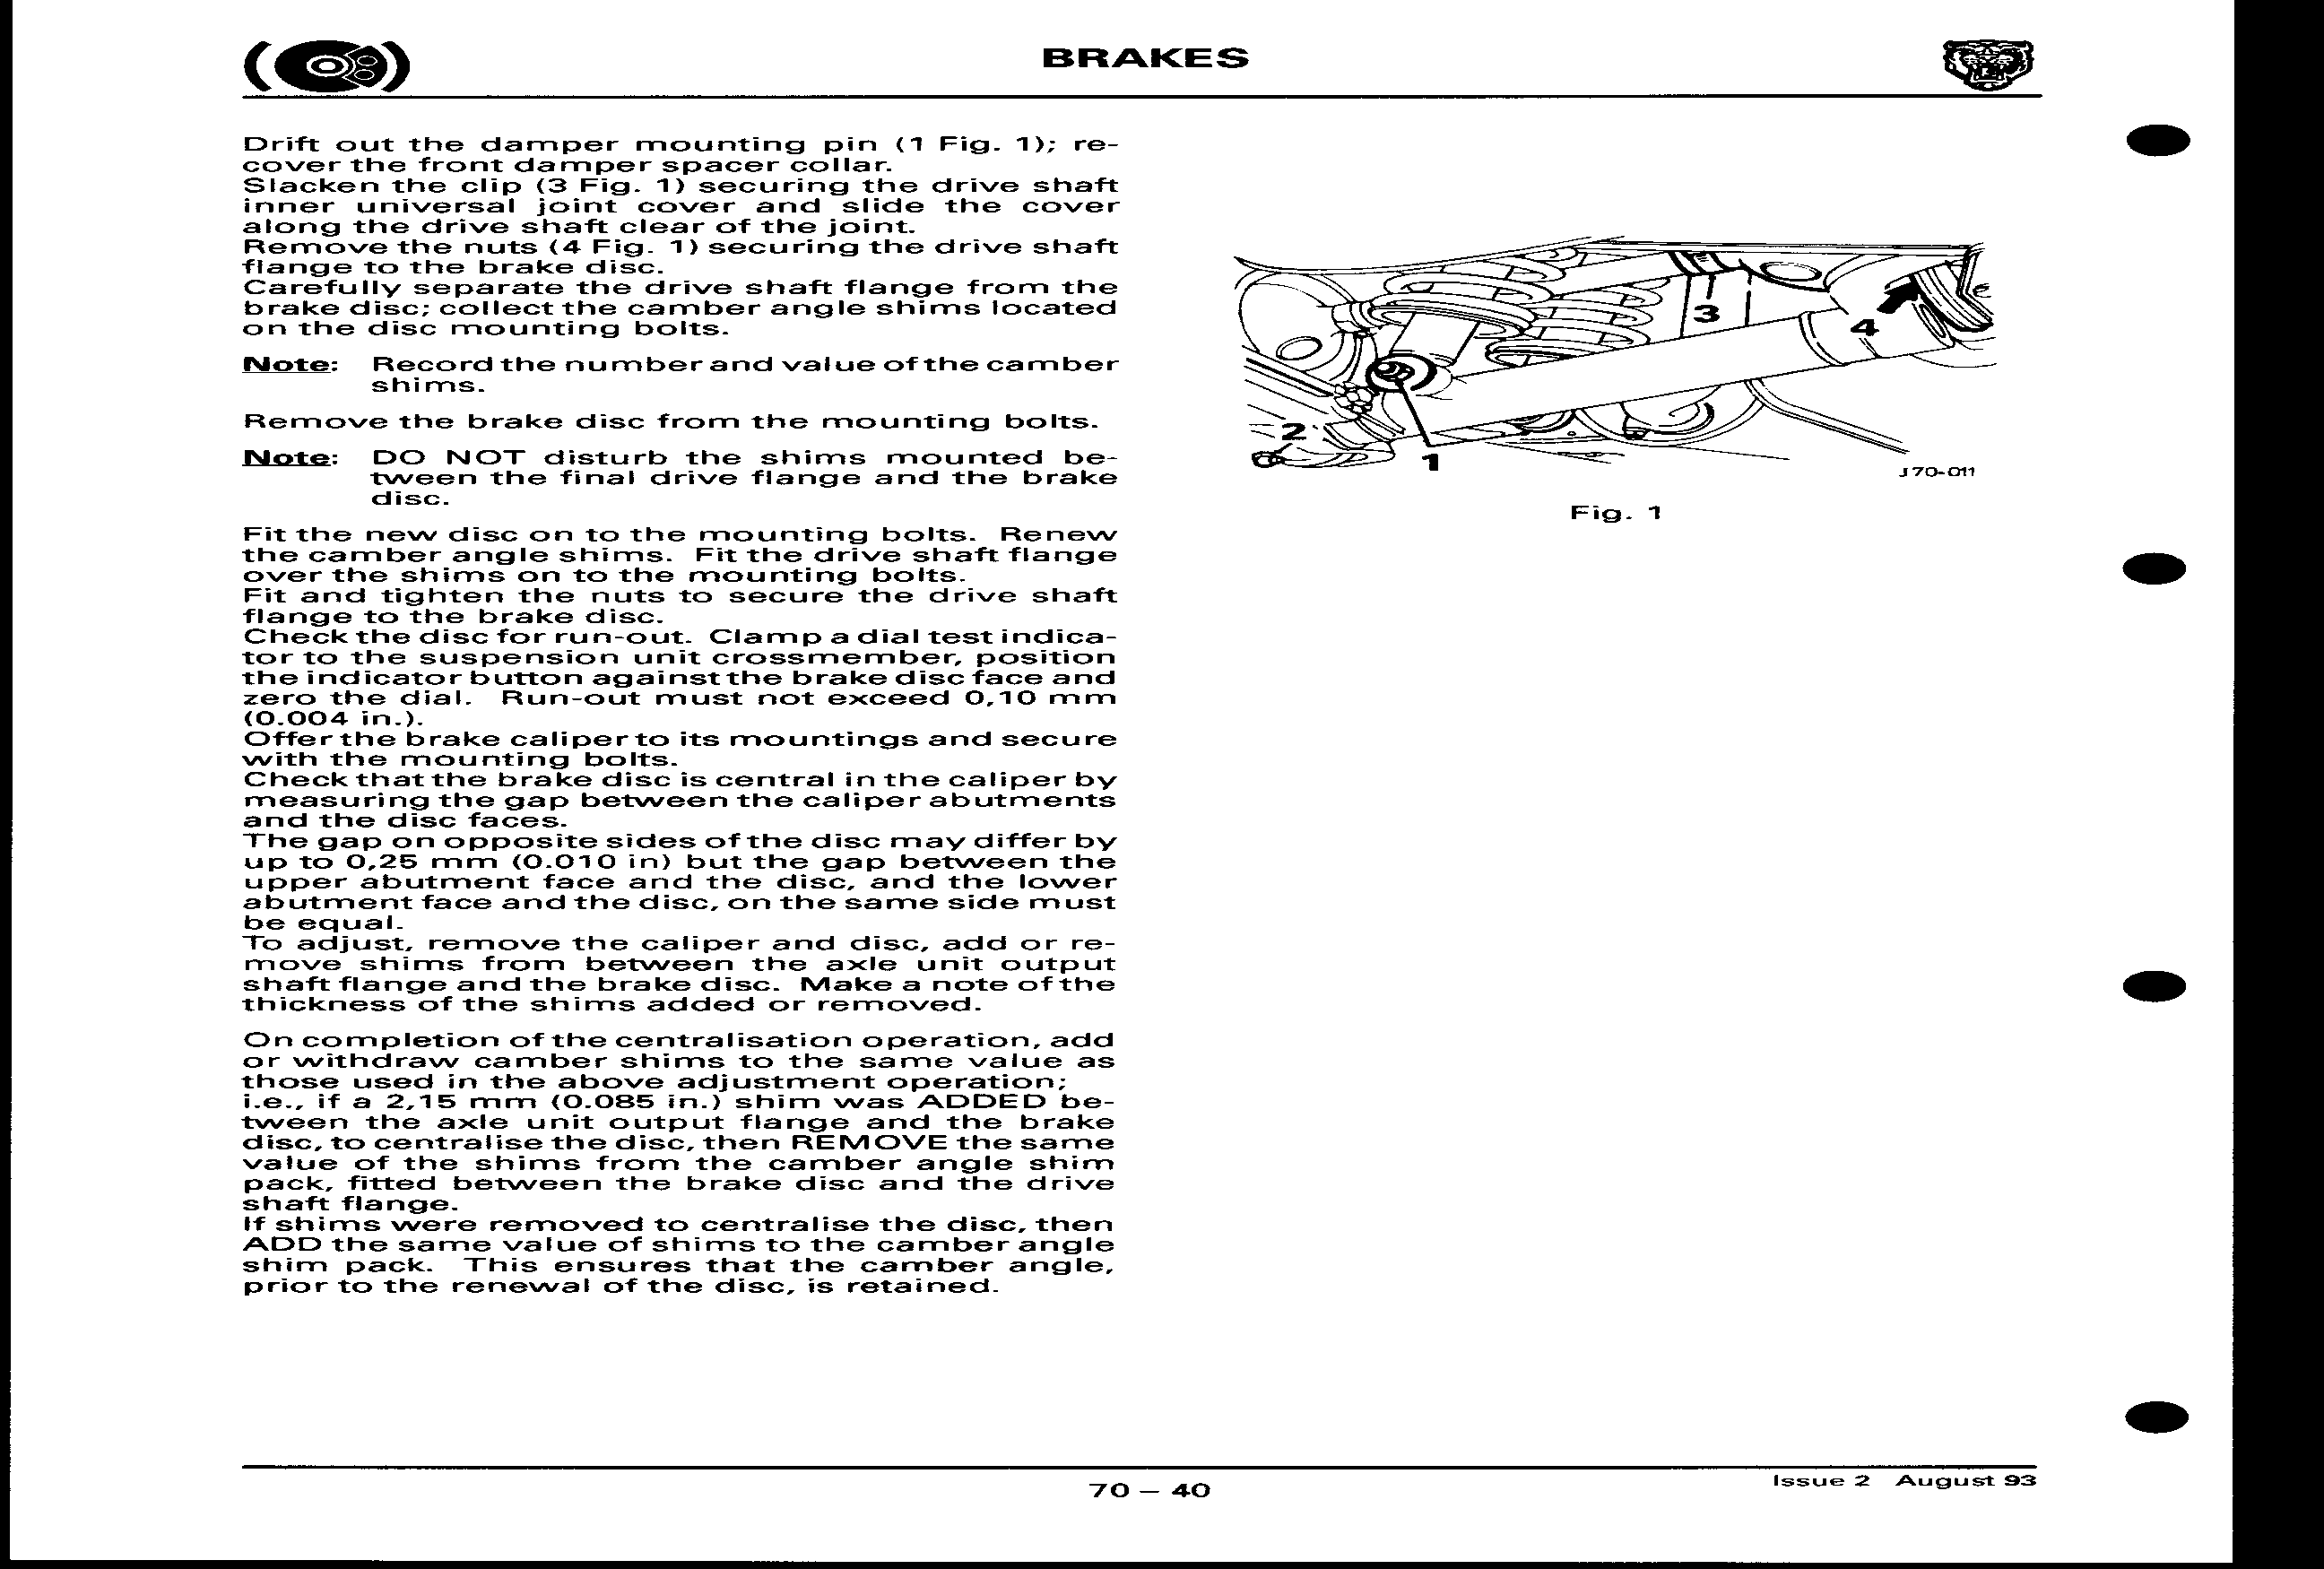 BRAKES
Drift out the damper mounting pin (1 Fig. 1); re-
cover the front damper spacer collar.
Slacken the clip (3 Fig. 1) securing the drive shaft
inner universal joint cover and slide the cover
along the drive shaft clear of the joint.
Remove the nuts (4 Fig. 1) securing the drive shaft
flange to the brake disc.
Carefully separate the drive shaft flange from the
brake disc; collect the camber angle shims located
on the disc mounting bolts.
Note: Record the number and value of the camber
shims.
Remove the brake disc from the mounting bolts.
Note: DO NOT disturb the shims mounted be-
tween the final drive flange and the brake
disc.
Fit the new disc on to the mounting bolts. Renew
the camber angle shims. Fit the drive shaft flange
over the shims on to the mounting bolts.
Fit and tighten the nuts to secure the drive shaft
flange to the brake disc.
Check the disc for run-out. Clamp a dial test indica-
tor to the suspension unit crossmember, position
the indicator button against the brake disc face and
zero the dial. Run-out must not exceed 0,10 mm
(0.004 in.).
Offer the brake caliper to its mountings and secure
with the mounting bolts.
Check that the brake disc is central in the caliper by
measuring the gap between the caliper abutments
and the disc faces.
The gap on opposite sides of the disc may differ by
up to 0,25 mm (0.010 in) but the gap between the
upper abutment face and the disc, and the lower
abutment face and the disc, on the same side must
be equal.
To adjust, remove the caliper and disc, add or re-
move shims from between the axle unit output
shaft flange and the brake disc. Make a note of the
thickness of the shims added or removed.
On completion of the centralisation operation, add
or withdraw camber shims to the same value as
those used in the above adjustment operation;
i.e., if a 2,15 mm (0.085 in.) shim was ADDED be-
tween the axle unit output flange and the brake
disc, to centralise the disc, then REMOVE the same
value of the shims from the camber angle shim
pack, fitted between the brake disc and the drive
shaft flange.
If shims were removed to centralise the disc, then
ADD the same value of shims to the camber angle
shim pack. This ensures that the camber angle,
prior to the renewal of the disc, is retained.
3
4
2
1
J70-011
Fig. 1
70 – 40
Issue 2 August 93